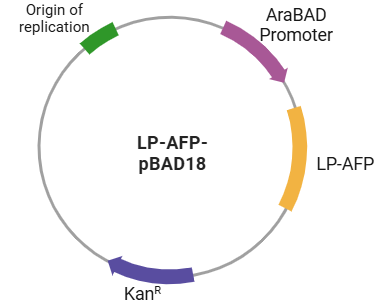 Origin of
replication
AraBAD
Promoter
LP-AFP-
pBAD18
LP-AFP
Kanᴿ